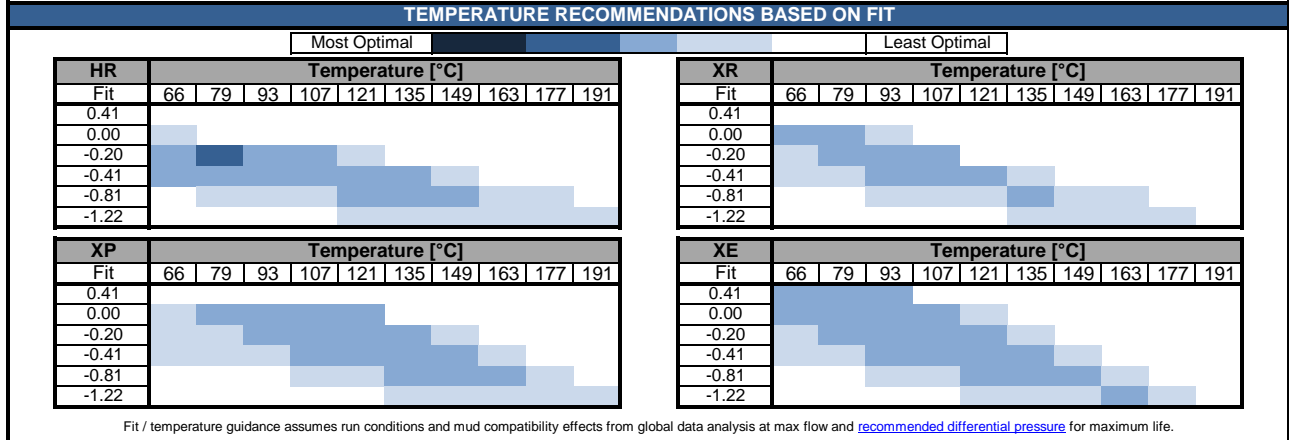 TEMPERATURE RECOMMENDATIONS BASED ON FIT
Most Optimal Least Optimal
HR Temperature [°C]
Fit 66 79 93 107 121 135 149 163 177 191
0.41
0.00
-0.20
-0.41
-0.81
-1.22
XR Temperature [°C]
Fit 66 79 93 107 121 135 149 163 177 191
0.41
0.00
-0.20
-0.41
-0.81
-1.22
XP Temperature [°C]
Fit 66 79 93 107 121 135 149 163 177 191
0.41
0.00
-0.20
-0.41
-0.81
-1.22
XE Temperature [°C]
Fit 66 79 93 107 121 135 149 163 177 191
0.41
0.00
-0.20
-0.41
-0.81
-1.22
Fit / temperature guidance assumes run conditions and mud compatibility effects from global data analysis at max flow and recommended differential pressure for maximum life.